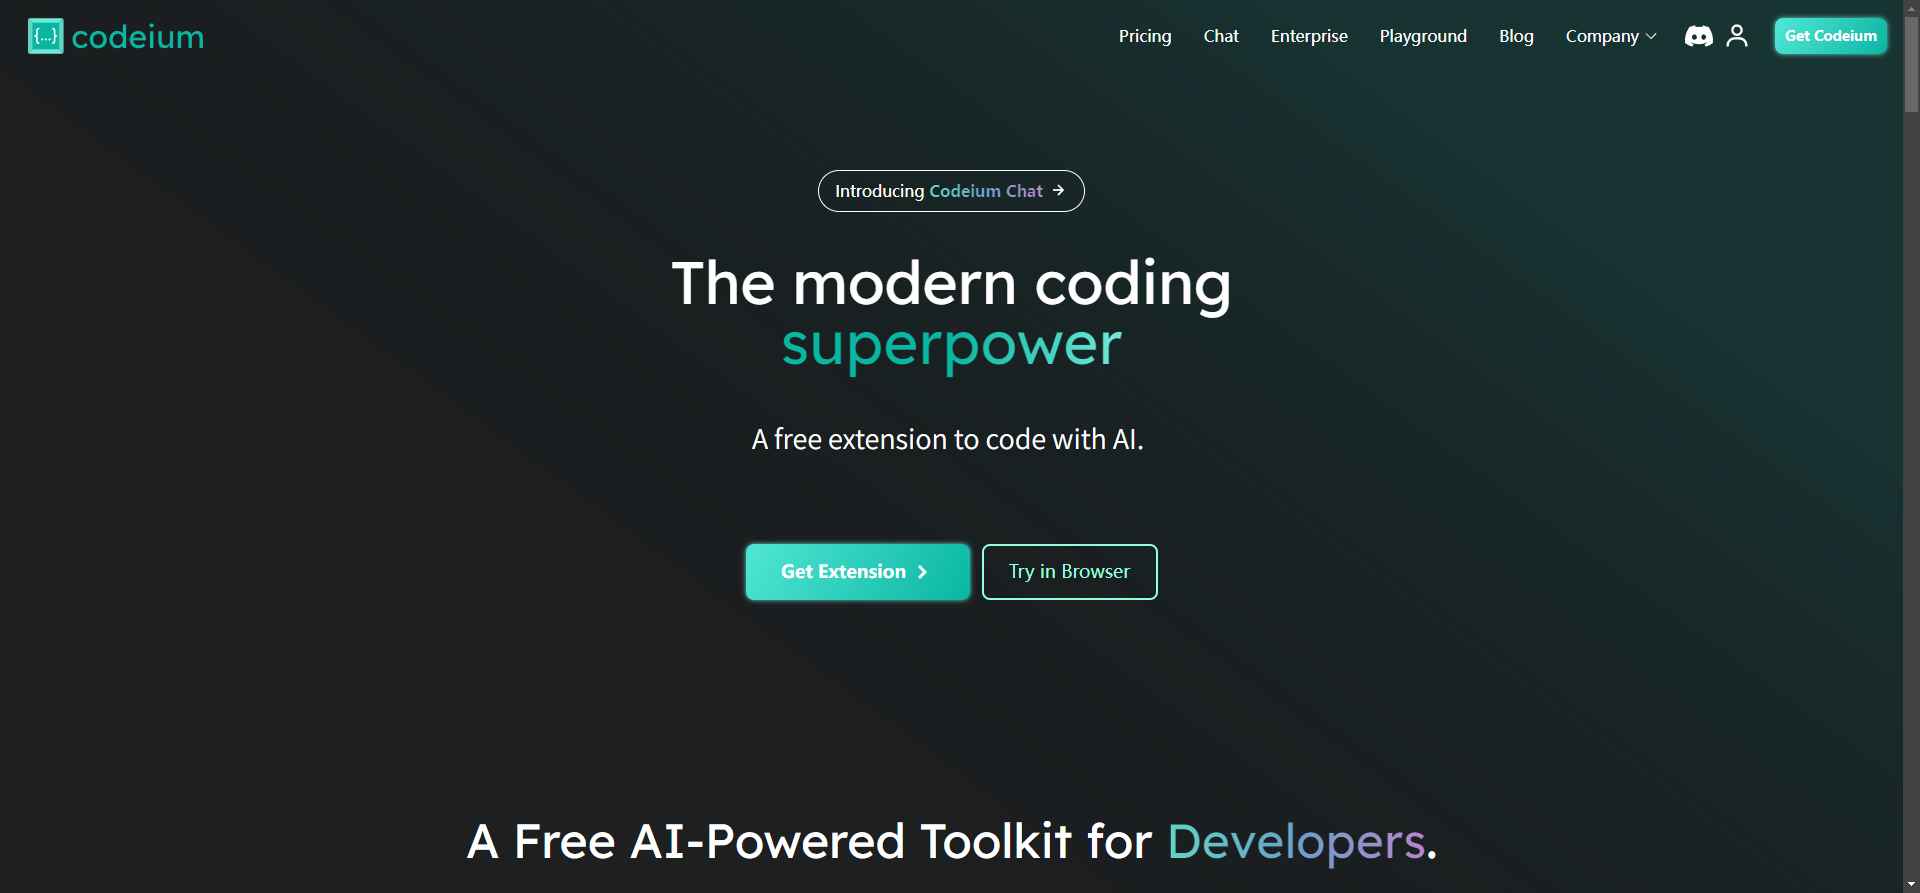 {...} codeium
Pricing Chat Enterprise Playground Blog Company Get Codeium
Introducing Codeium Chat →
The modern coding
superpower
A free extension to code with AI.
Get Extension
Try in Browser
A Free AI-Powered Toolkit for Developers.